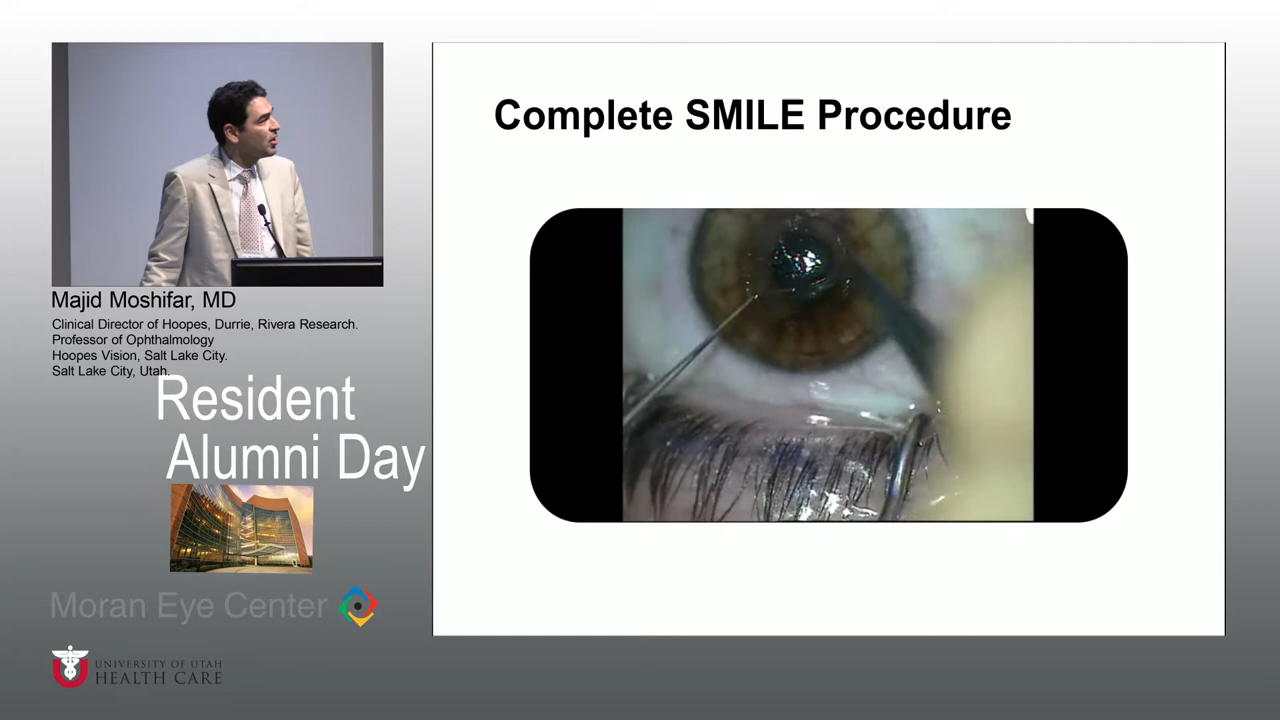 Complete SMILE Procedure
Majid Moshifar, MD
Clinical Director of Hoopes, Durrie, Rivera Research.
Professor of Ophthalmology
Hoopes Vision, Salt Lake City.
Salt Lake City, Utah.
Resident
Alumni Day
Moran Eye Center
UNIVERSITY OF UTAH
HEALTH CARE